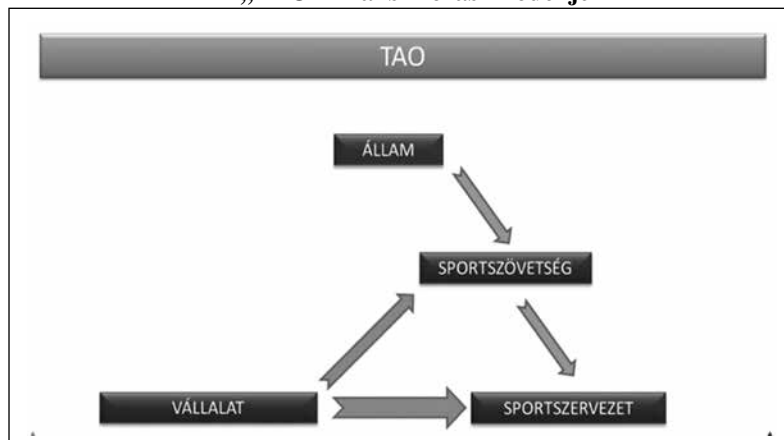 TAO
ÁLLAM
SPORTSZÖVETSÉG
VÁLLALAT
SPORTSZERVEZET